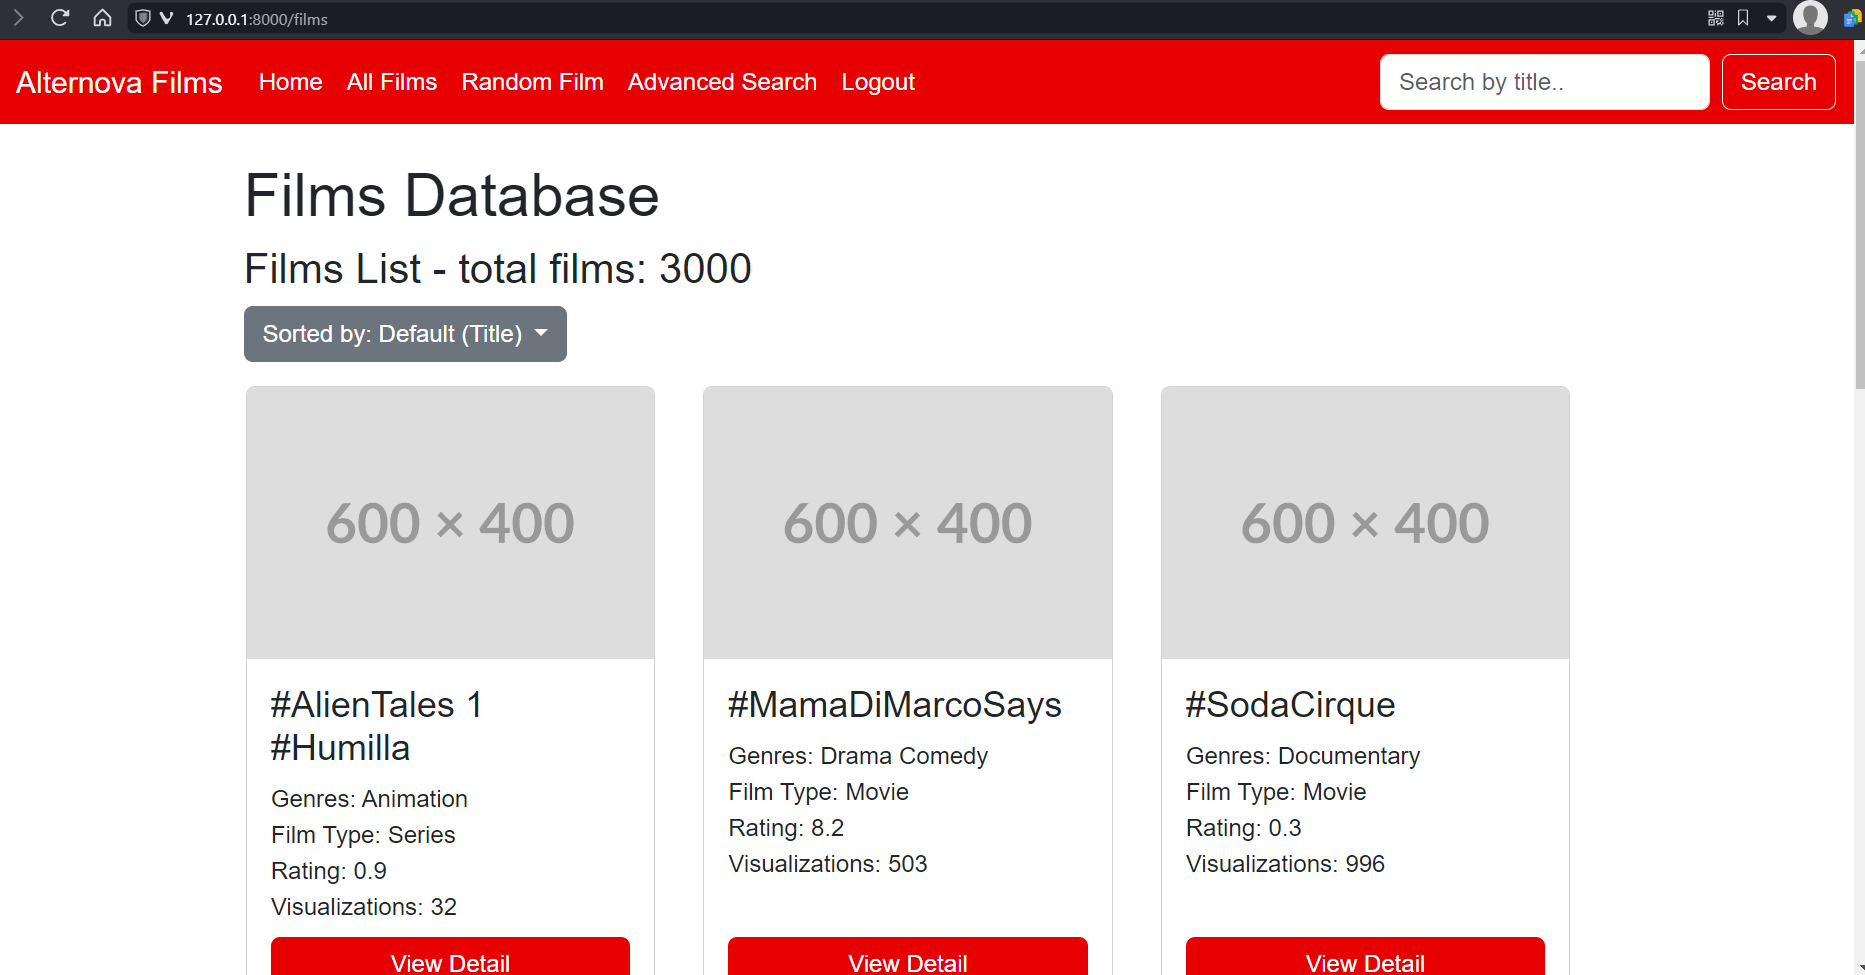 127.0.0.1:8000/films
Alternova Films Home All Films Random Film Advanced Search Logout Search by title.. Search
Films Database
Films List - total films: 3000
Sorted by: Default (Title)
600 × 400
#AlienTales 1
#Humilla
Genres: Animation
Film Type: Series
Rating: 0.9
Visualizations: 32
View Detail
600 × 400
#MamaDiMarcoSays
Genres: Drama Comedy
Film Type: Movie
Rating: 8.2
Visualizations: 503
View Detail
600 × 400
#SodaCirque
Genres: Documentary
Film Type: Movie
Rating: 0.3
Visualizations: 996
View Detail